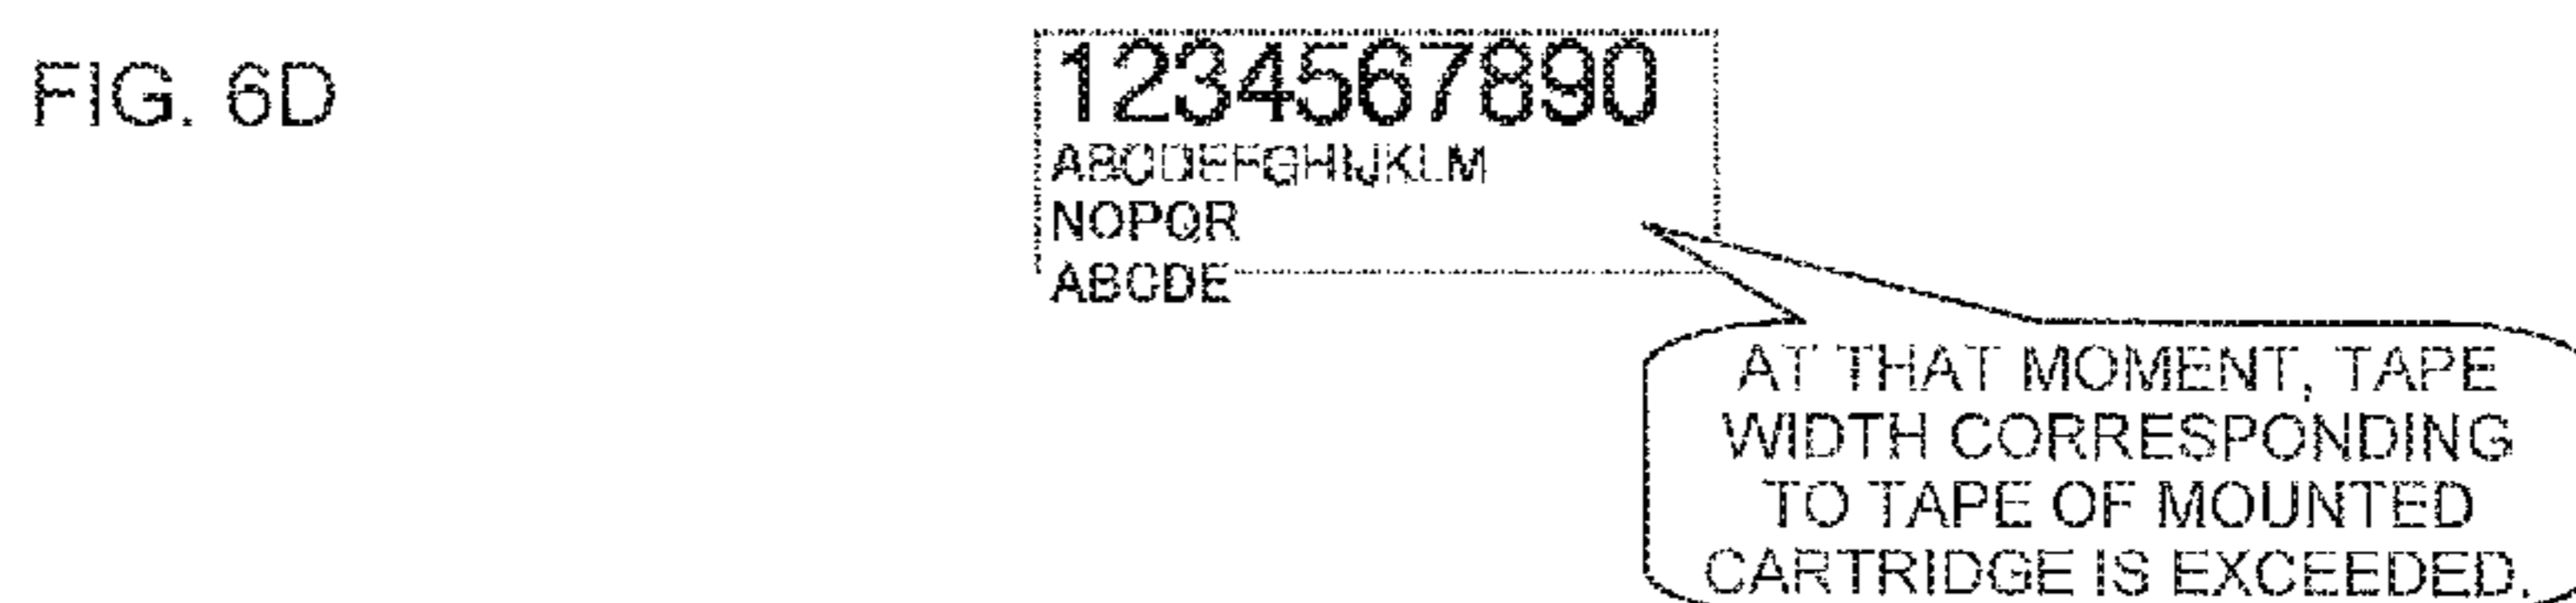 FIG. 6D
1234567890
ABCDEFGHIJKLM
NOPQR
ABCDE
AT THAT MOMENT, TAPE
WIDTH CORRESPONDING
TO TAPE OF MOUNTED
CARTRIDGE IS EXCEEDED.